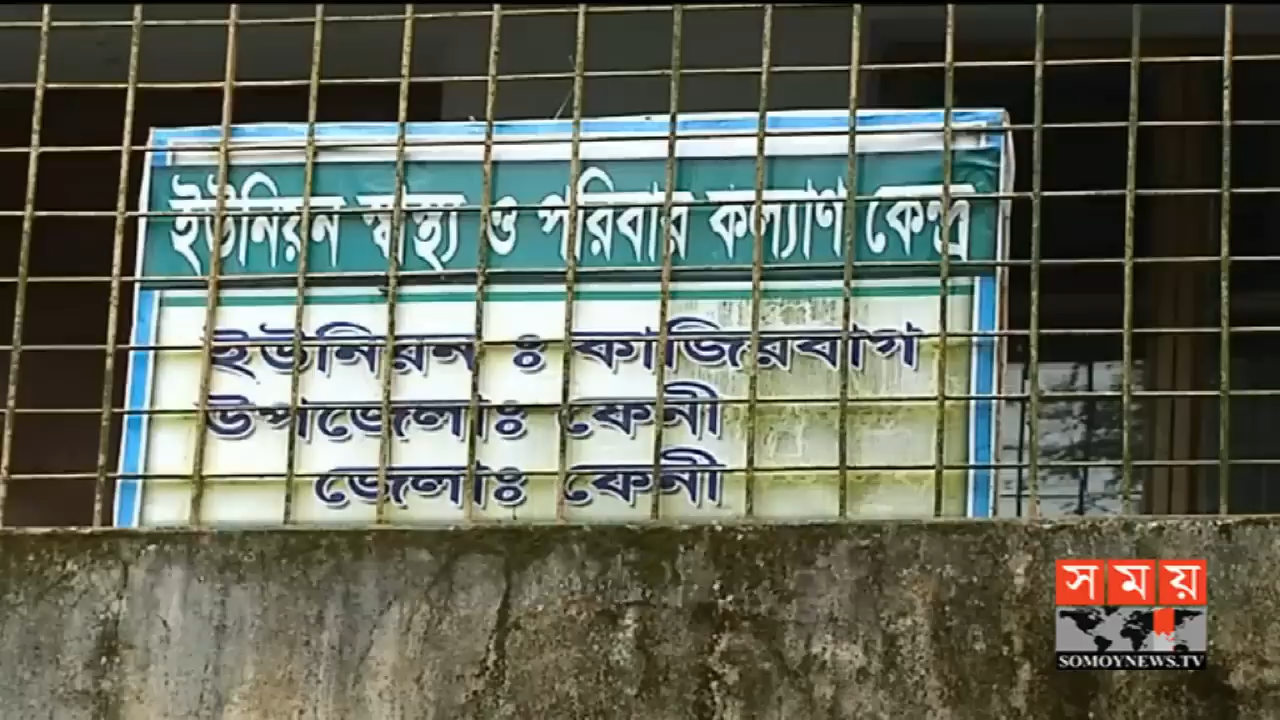 ইউনিয়ন স্বাস্থ্য ও পরিবার কল্যাণ কেন্দ্র
ইউনিয়ন ঃ কাজিরবাগ
উপজেলাঃ ফেনী
জেলাঃ ফেনী
সময়
SOMOYNEWS.TV